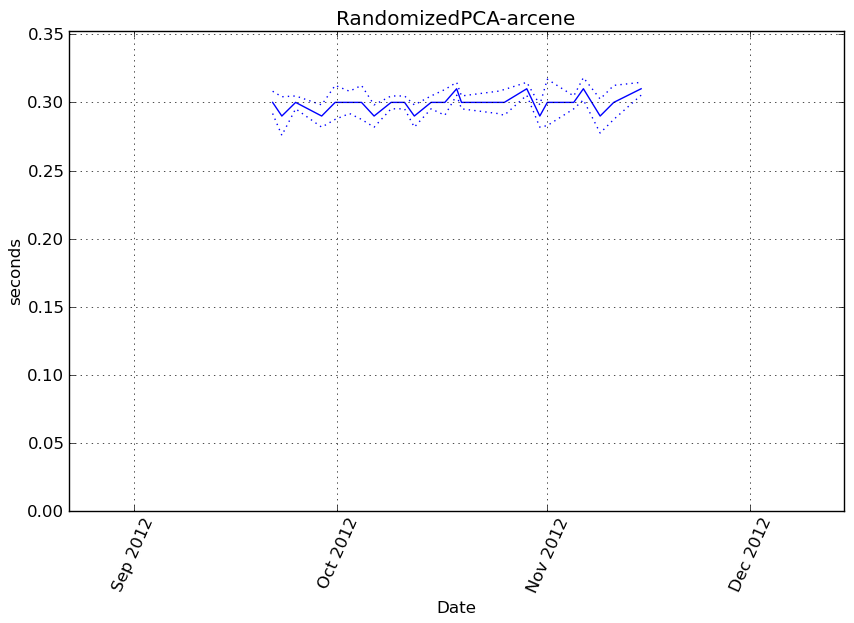 RandomizedPCA-arcene
0.35
0.30
0.25
0.20
0.15
0.10
0.05
0.00
seconds
Sep 2012
Oct 2012
Nov 2012
Dec 2012
Date